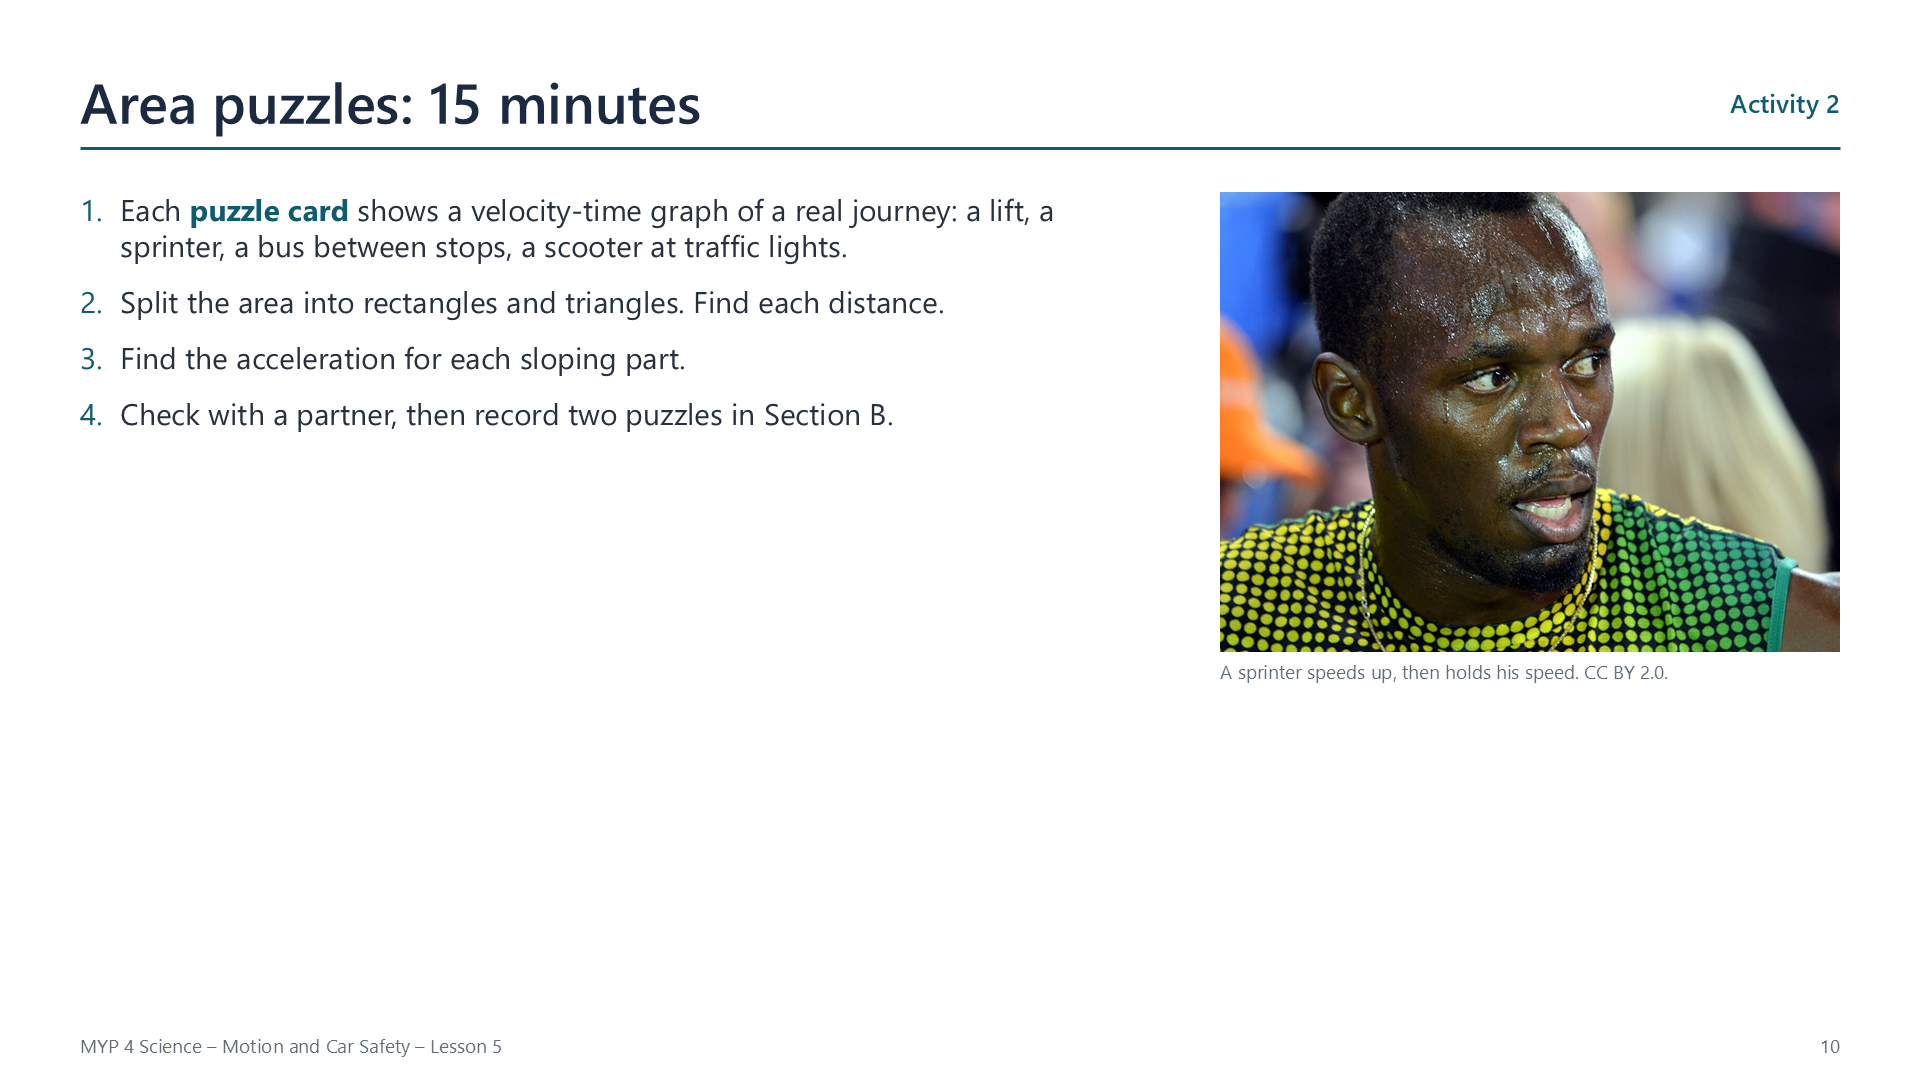 Area puzzles: 15 minutes
Activity 2
1. Each puzzle card shows a velocity-time graph of a real journey: a lift, a
sprinter, a bus between stops, a scooter at traffic lights.
2. Split the area into rectangles and triangles. Find each distance.
3. Find the acceleration for each sloping part.
4. Check with a partner, then record two puzzles in Section B.
A sprinter speeds up, then holds his speed. CC BY 2.0.
MYP 4 Science – Motion and Car Safety – Lesson 5
10